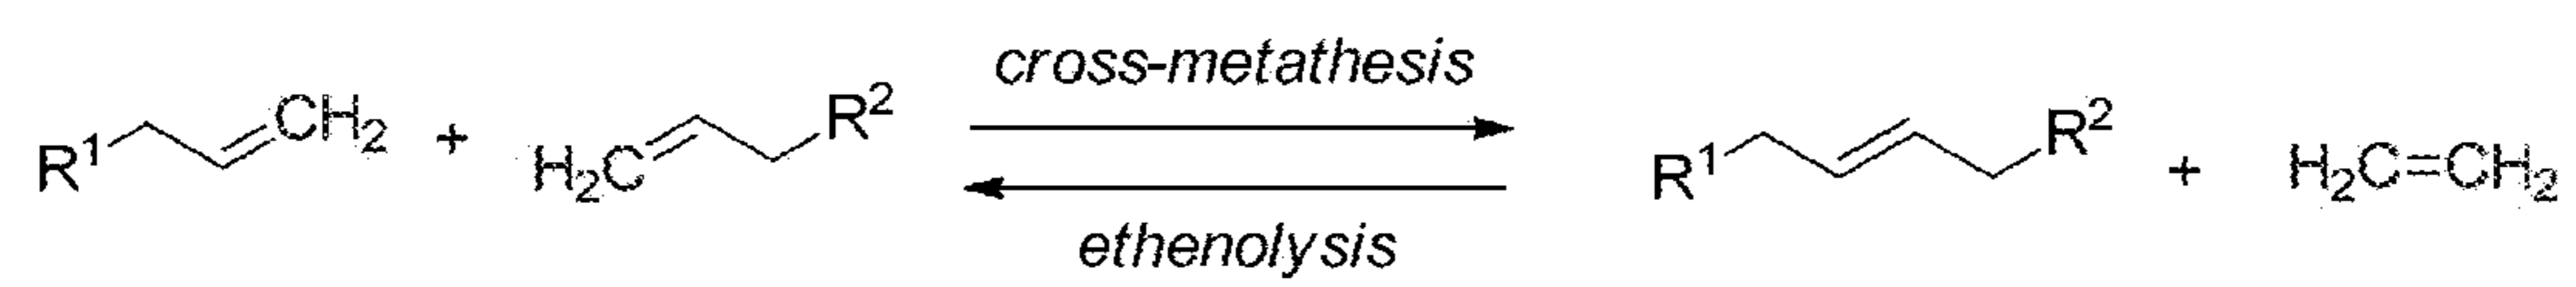 cross-metathesis
R¹ CH₂ + H₂C R² R¹ R² + H₂C=CH₂
ethenolysis